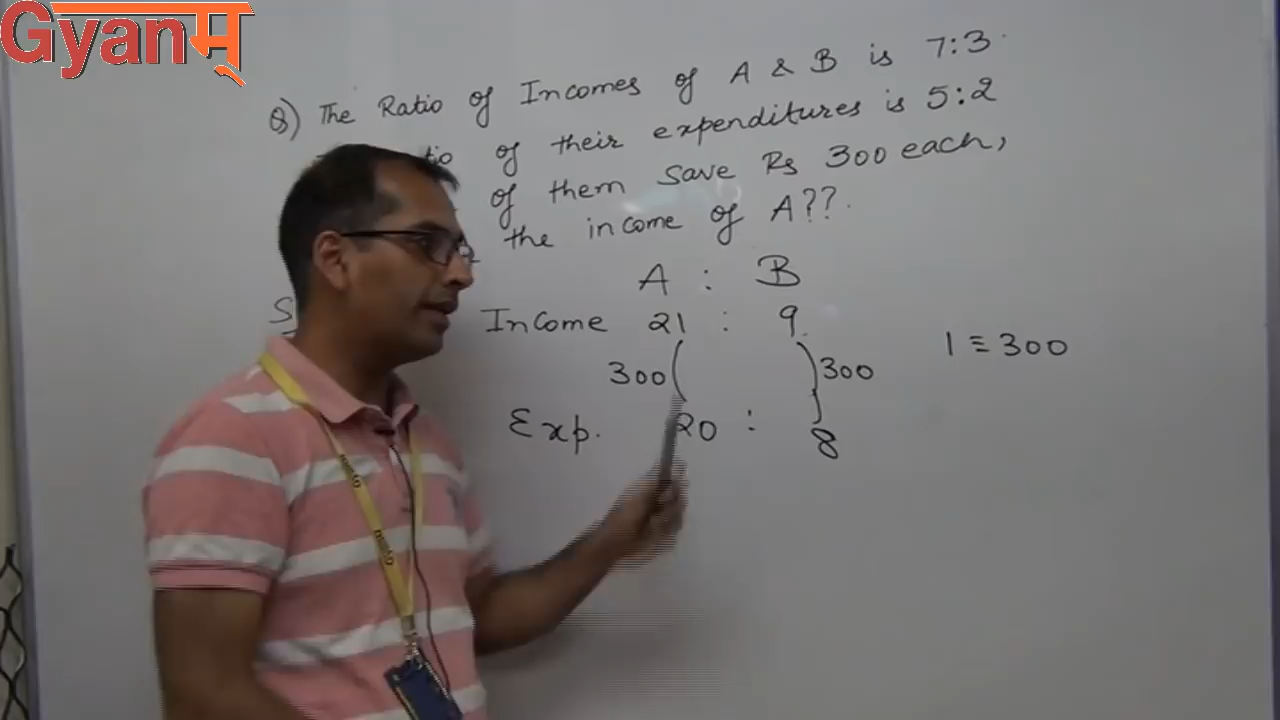 Gyanम्
Q) The Ratio of Incomes of A & B is 7:3
of their expenditures is 5:2
of them save Rs 300 each,
the income of A??.
A : B
Income 21 : 9
1 ≡ 300
300 300
Exp. 20 : 8